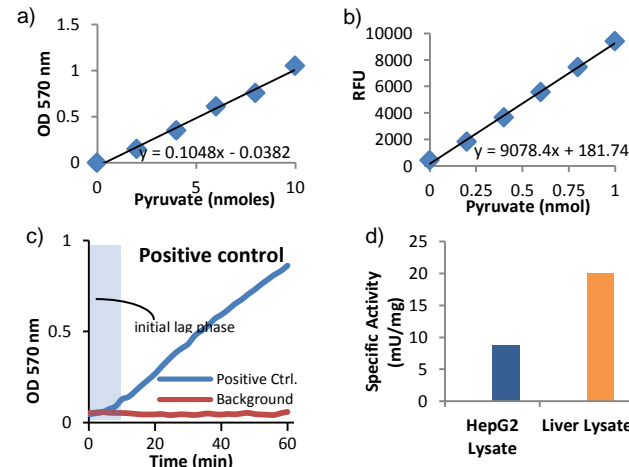 a)
OD 570 nm
1.5
1
0.5
0
0 5 10
y = 0.1048x - 0.0382
Pyruvate (nmoles)
b)
RFU
10000
8000
6000
4000
2000
0
0 0.25 0.5 0.75 1
y = 9078.4x + 181.74
Pyruvate (nmol)
c)
OD 570 nm
1
0.5
0
Positive control
initial lag phase
Positive Ctrl.
Background
0 20 40 60
Time (min)
d)
Specific Activity
(mU/mg)
25
20
15
10
5
0
HepG2
Lysate
Liver Lysate